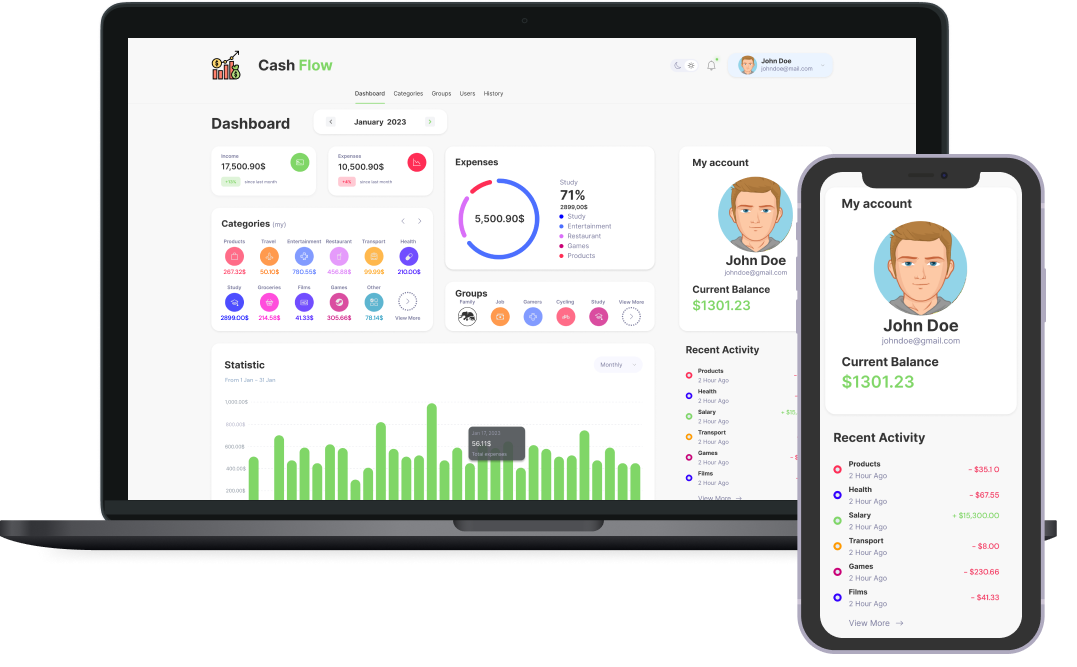 Cash Flow
John Doe
johndoe@mail.com
Dashboard Categories Groups Users History
Dashboard
January 2023
Income
17,500.90$
since last month
Expenses
10,500.90$
since last month
Categories (my)
Products Travel Entertainment Restaurant Transport Health
267.32$ 50.10$ 780.55$ 456.88$ 99.99$ 210.00$
Study Groceries Films Games Other
2899.00$ 214.58$ 41.33$ 305.66$ 78.14$ View More
Expenses
5,500.90$
Study
71%
2899,00$
Study
Entertainment
Restaurant
Games
Products
Groups
Family Job Gamers Cycling Study View More
Statistic
Monthly
From 1 Jan - 31 Jan
1,000.00$
800.00$
600.00$
400.00$
200.00$
Jan 17, 2023
56.11$
Total expenses
My account
John Doe
johndoe@gmail.com
Current Balance
$1301.23
Recent Activity
Products
2 Hour Ago
Health
2 Hour Ago
Salary
2 Hour Ago
Transport
2 Hour Ago
Games
2 Hour Ago
Films
2 Hour Ago
View More →
My account
John Doe
johndoe@gmail.com
Current Balance
$1301.23
Recent Activity
Products
2 Hour Ago
- $35.1 0
Health
2 Hour Ago
- $67.55
Salary
2 Hour Ago
+ $15,300.00
Transport
2 Hour Ago
- $8.00
Games
2 Hour Ago
- $230.66
Films
2 Hour Ago
- $41.33
View More →